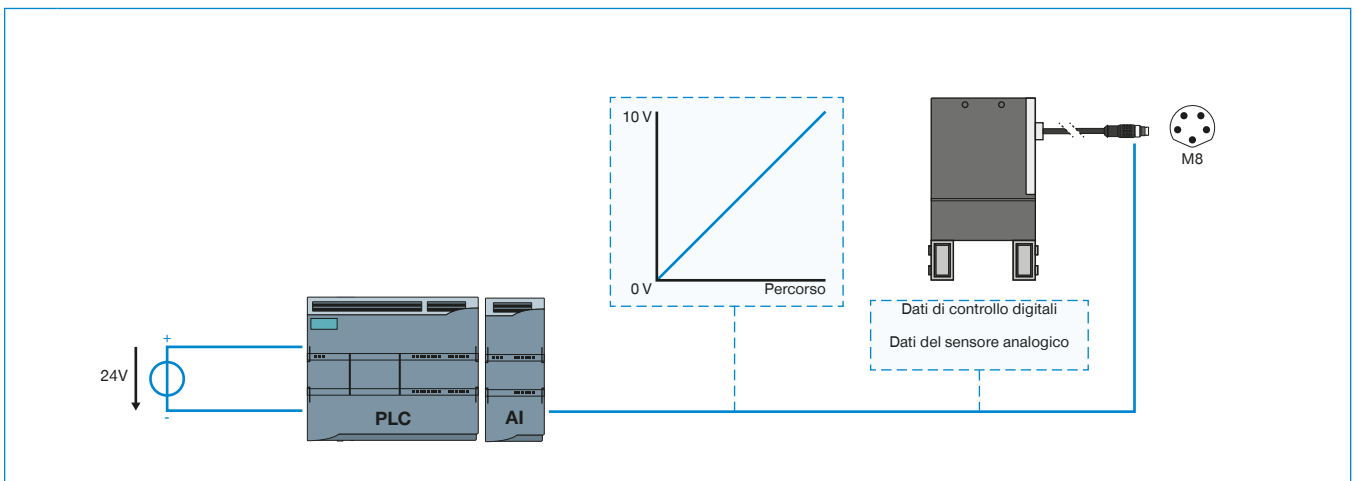 10 V
0 V
Percorso
M8
Dati di controllo digitali
Dati del sensore analogico
+
24V
-
PLC
AI